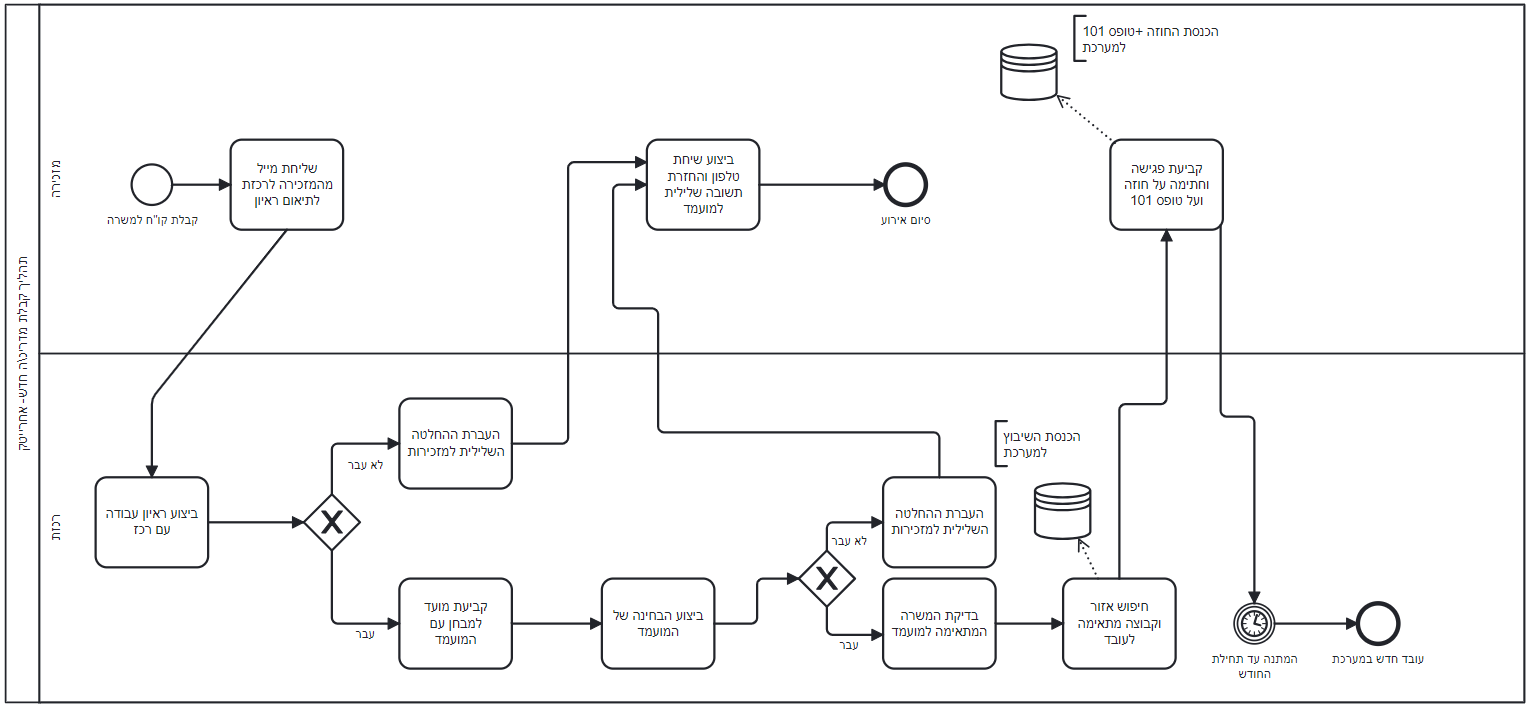 תהליך קבלת מדריכ\ה חדש- אחרייטק
מזכירה
קבלת קו"ח למשרה
שליחת מייל
מהמזכירה לרכזת
לתיאום ראיון
ביצוע שיחת
טלפון והחזרת
תשובה שלילית
למועמד
סיום אירוע
הכנסת החוזה +טופס 101
למערכת
קביעת פגישה
וחתימה על חוזה
ועל טופס 101
רכזת
ביצוע ראיון עבודה
עם רכז
לא עבר
העברת ההחלטה
השלילית למזכירות
עבר
קביעת מועד
למבחן עם
המועמד
ביצוע הבחינה של
המועמד
לא עבר
העברת ההחלטה
השלילית למזכירות
עבר
בדיקת המשרה
המתאימה למועמד
הכנסת השיבוץ
למערכת
חיפוש אזור
וקבוצה מתאימה
לעובד
המתנה עד תחילת
החודש
עובד חדש במערכת